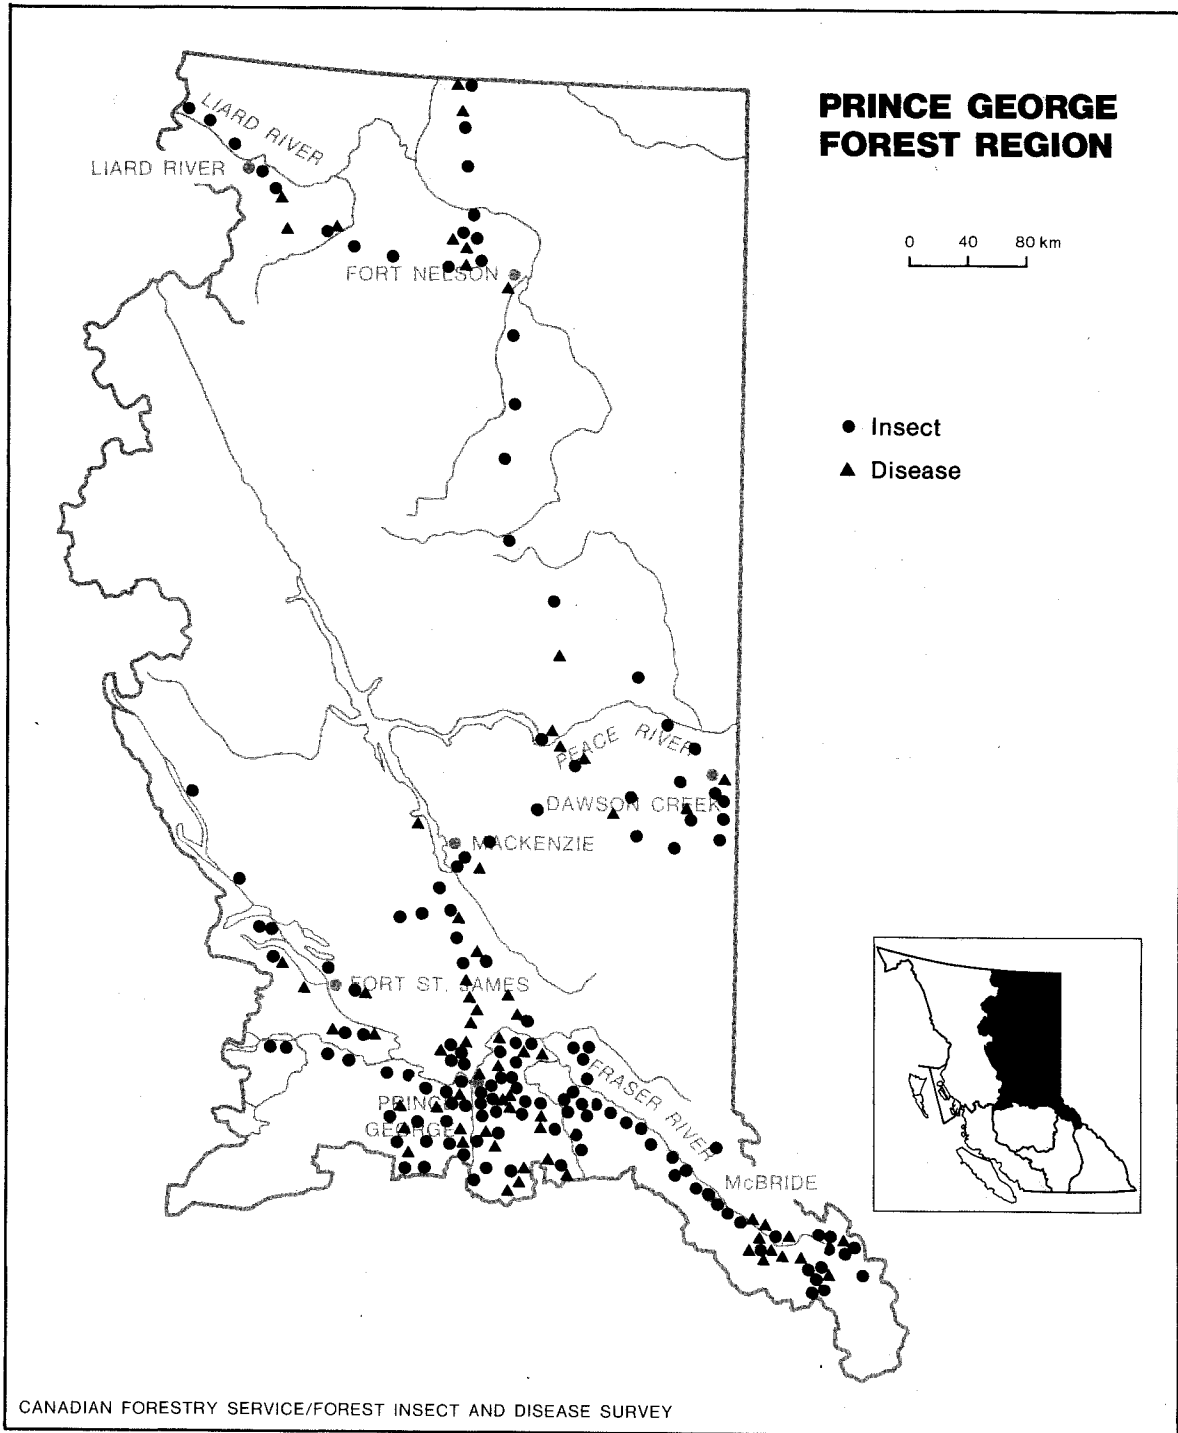 PRINCE GEORGE
FOREST REGION
LIARD RIVER
LIARD RIVER
0 40 80 km
FORT NELSON
Insect
Disease
PEACE RIVER
DAWSON CREEK
MACKENZIE
FORT ST. JAMES
FRASER RIVER
PRINCE
GEORGE
McBRIDE
CANADIAN FORESTRY SERVICE/FOREST INSECT AND DISEASE SURVEY